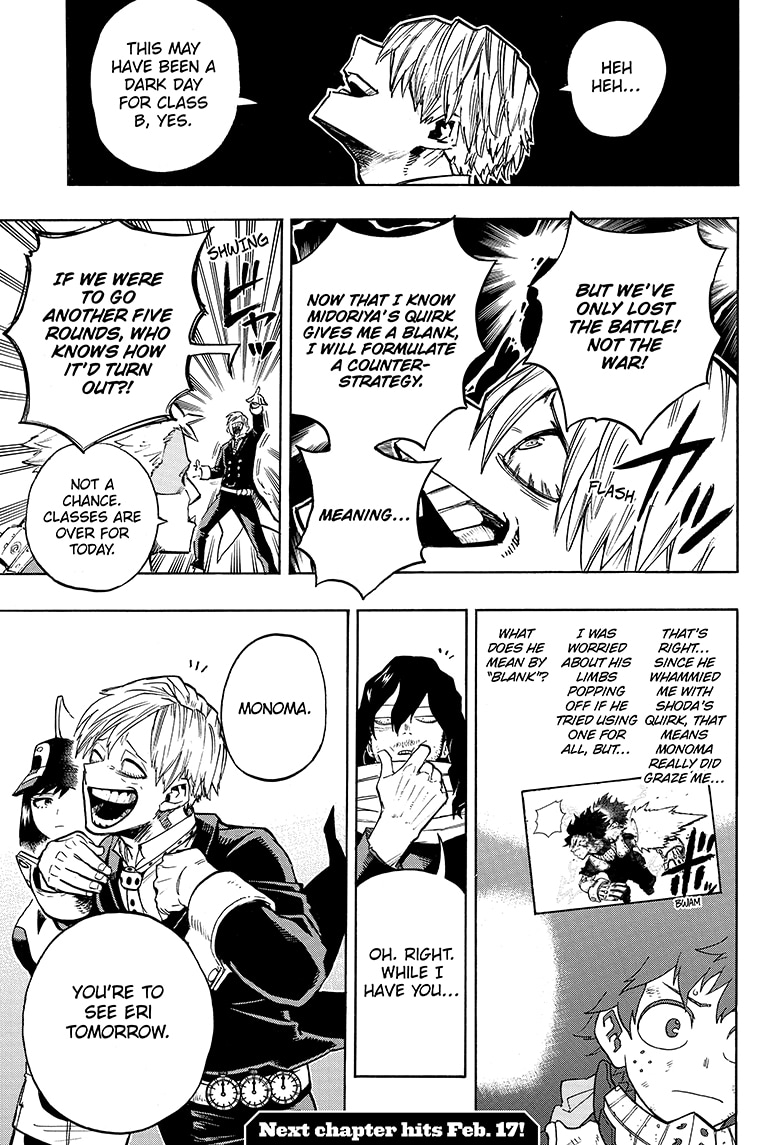 HEH
HEH...
THIS MAY
HAVE BEEN A
DARK DAY
FOR CLASS
B, YES.
BUT WE'VE
ONLY LOST
THE BATTLE!
NOT THE
WAR!
FLASH
ガッ
NOW THAT I KNOW
MIDORIYA'S QUIRK
GIVES ME A BLANK,
I WILL FORMULATE
A COUNTER-
STRATEGY.
MEANING...
SHWING
ビャッ
IF WE WERE
TO GO
ANOTHER FIVE
ROUNDS, WHO
KNOWS HOW
IT'D TURN
OUT?!
NOT A
CHANCE.
CLASSES ARE
OVER FOR
TODAY.
THAT'S
RIGHT...
SINCE HE
WHAMMIED
ME WITH
SHODA'S
QUIRK, THAT
MEANS
MONOMA
REALLY DID
GRAZE ME...
I WAS
WORRIED
ABOUT HIS
LIMBS
POPPING
OFF IF HE
TRIED USING
ONE FOR
ALL, BUT...
WHAT
DOES HE
MEAN BY
"BLANK"?
BWAM
OH. RIGHT.
WHILE I
HAVE YOU...
MONOMA.
YOU'RE TO
SEE ERI
TOMORROW.
Next chapter hits Feb. 17!